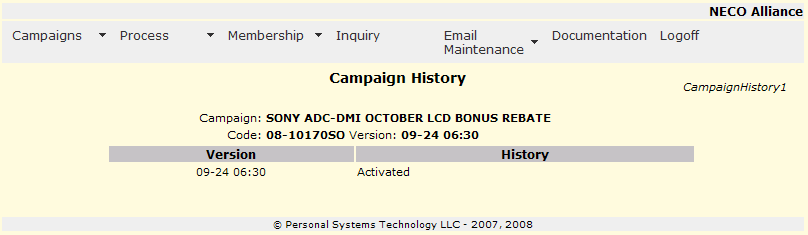 NECO Alliance
Campaigns Process Membership Inquiry Email Maintenance Documentation Logoff
Campaign History
CampaignHistory1
Campaign: SONY ADC-DMI OCTOBER LCD BONUS REBATE
Code: 08-10170SO Version: 09-24 06:30
Version History
09-24 06:30 Activated
© Personal Systems Technology LLC - 2007, 2008